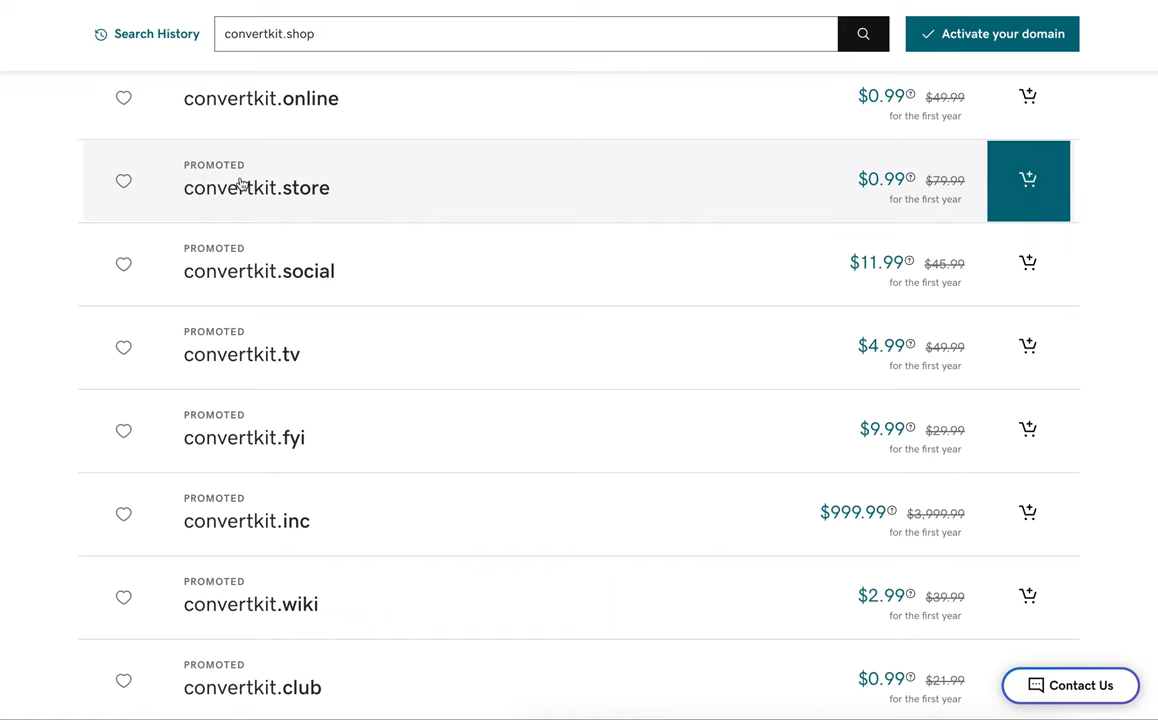 Search History
convertkit.shop
Activate your domain
convertkit.online
$0.99 $49.99
for the first year
PROMOTED
convertkit.store
$0.99 $79.99
for the first year
PROMOTED
convertkit.social
$11.99 $45.99
for the first year
PROMOTED
convertkit.tv
$4.99 $49.99
for the first year
PROMOTED
convertkit.fyi
$9.99 $29.99
for the first year
PROMOTED
convertkit.inc
$999.99 $3,999.99
for the first year
PROMOTED
convertkit.wiki
$2.99 $39.99
for the first year
PROMOTED
convertkit.club
$0.99 $21.99
for the first year
Contact Us